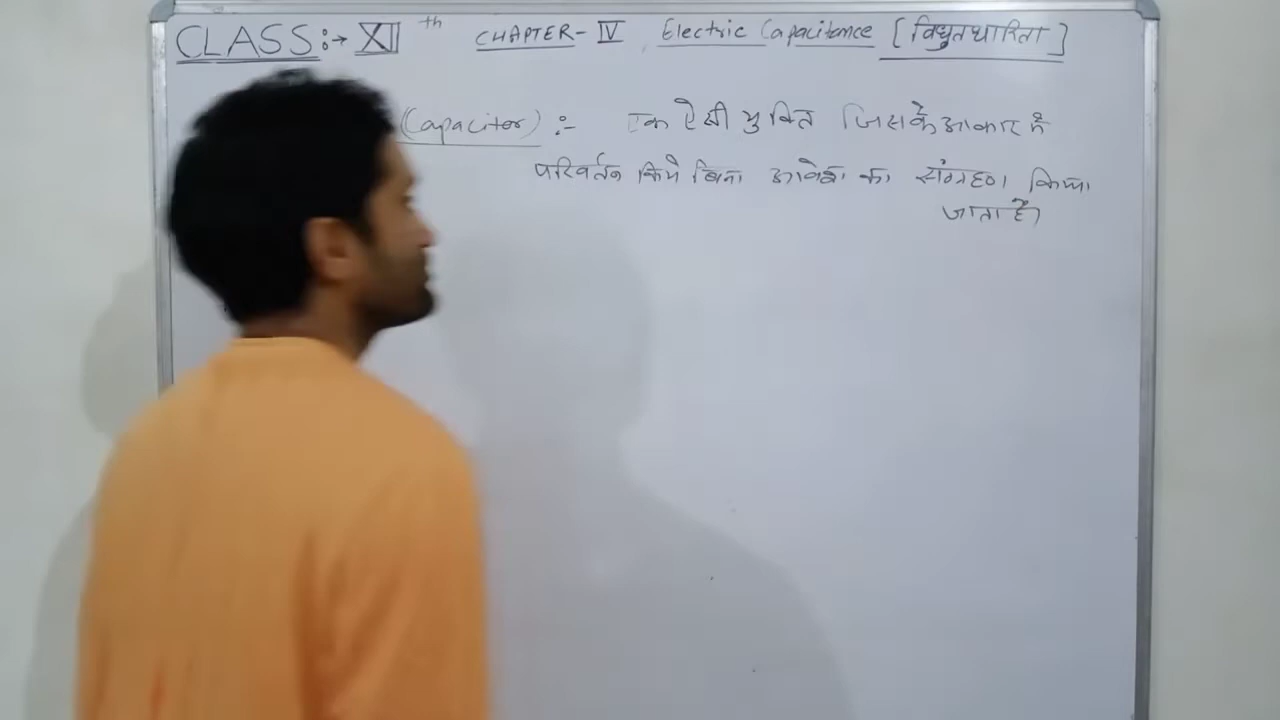 CLASS:→ XII th CHAPTER- IV Electric Capacitance [विधुतधारिता]
(Capacitor) :- एक ऐसी युक्ति जिसके आकार में
परिवर्तन किये बिना आवेश का संग्रहण किया
जाता है।